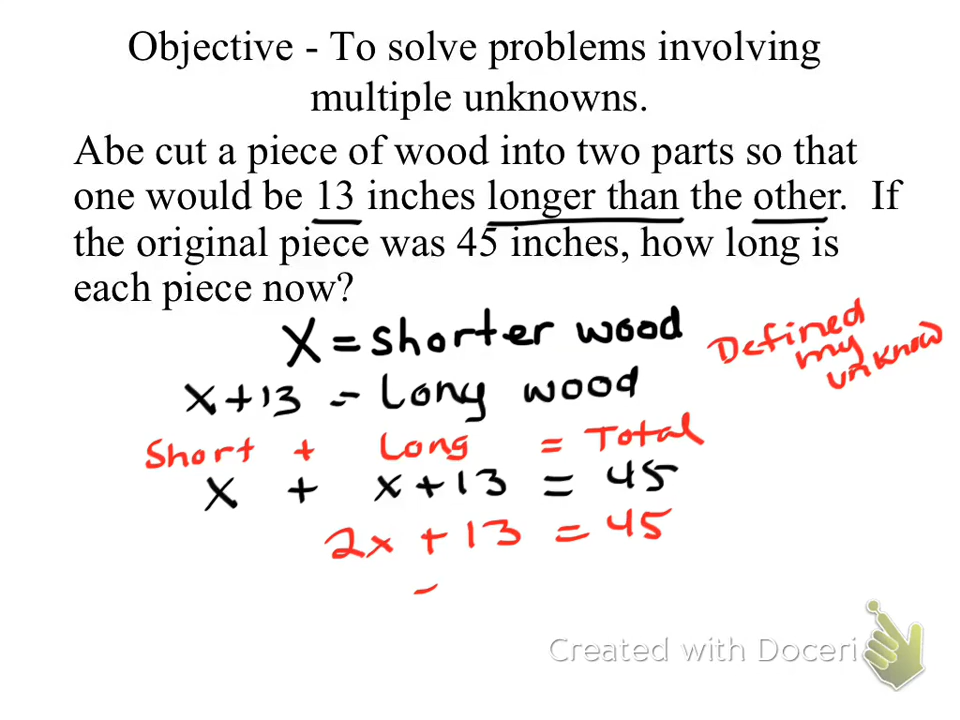 Objective - To solve problems involving
multiple unknowns.
Abe cut a piece of wood into two parts so that
one would be 13 inches longer than the other. If
the original piece was 45 inches, how long is
each piece now?
X = shorter wood
Defined
my
unknow
x+13 = Long wood
Short + Long = Total
X + x+13 = 45
2x + 13 = 45
-
Created with Doceri